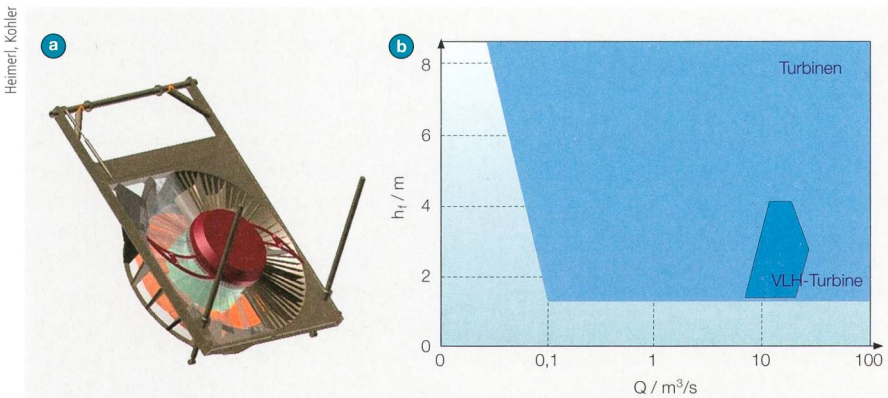 Heimerl, Kohler
a
b
8
6
4
2
0
h_f / m
Turbinen
VLH-Turbine
0 0,1 1 10 100
Q / m³/s